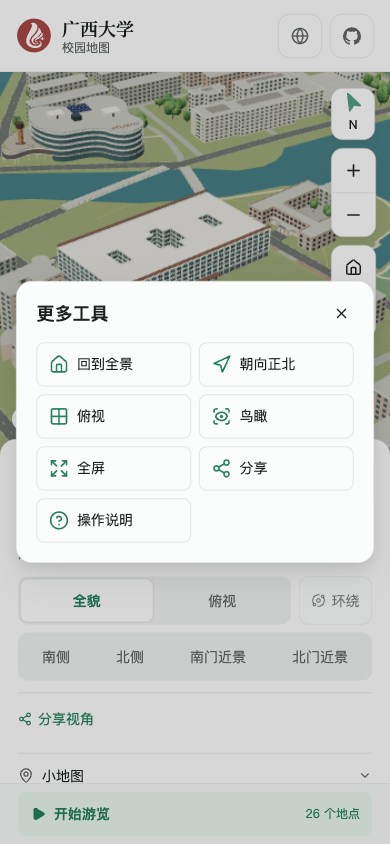 广西大学
校园地图
N
更多工具
回到全景
朝向正北
俯视
鸟瞰
全屏
分享
操作说明
全貌
俯视
环绕
南侧
北侧
南门近景
北门近景
分享视角
小地图
开始游览
26 个地点